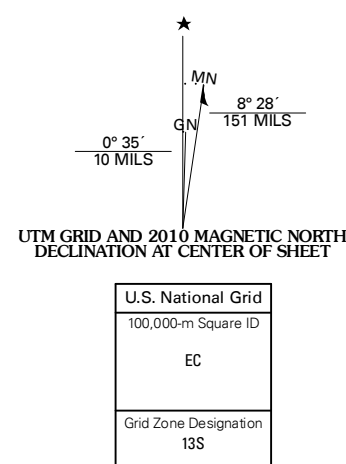 ★
MN
8° 28´
151 MILS
GN
0° 35´
10 MILS
UTM GRID AND 2010 MAGNETIC NORTH
DECLINATION AT CENTER OF SHEET
U.S. National Grid
100,000-m Square ID
EC
Grid Zone Designation
13S